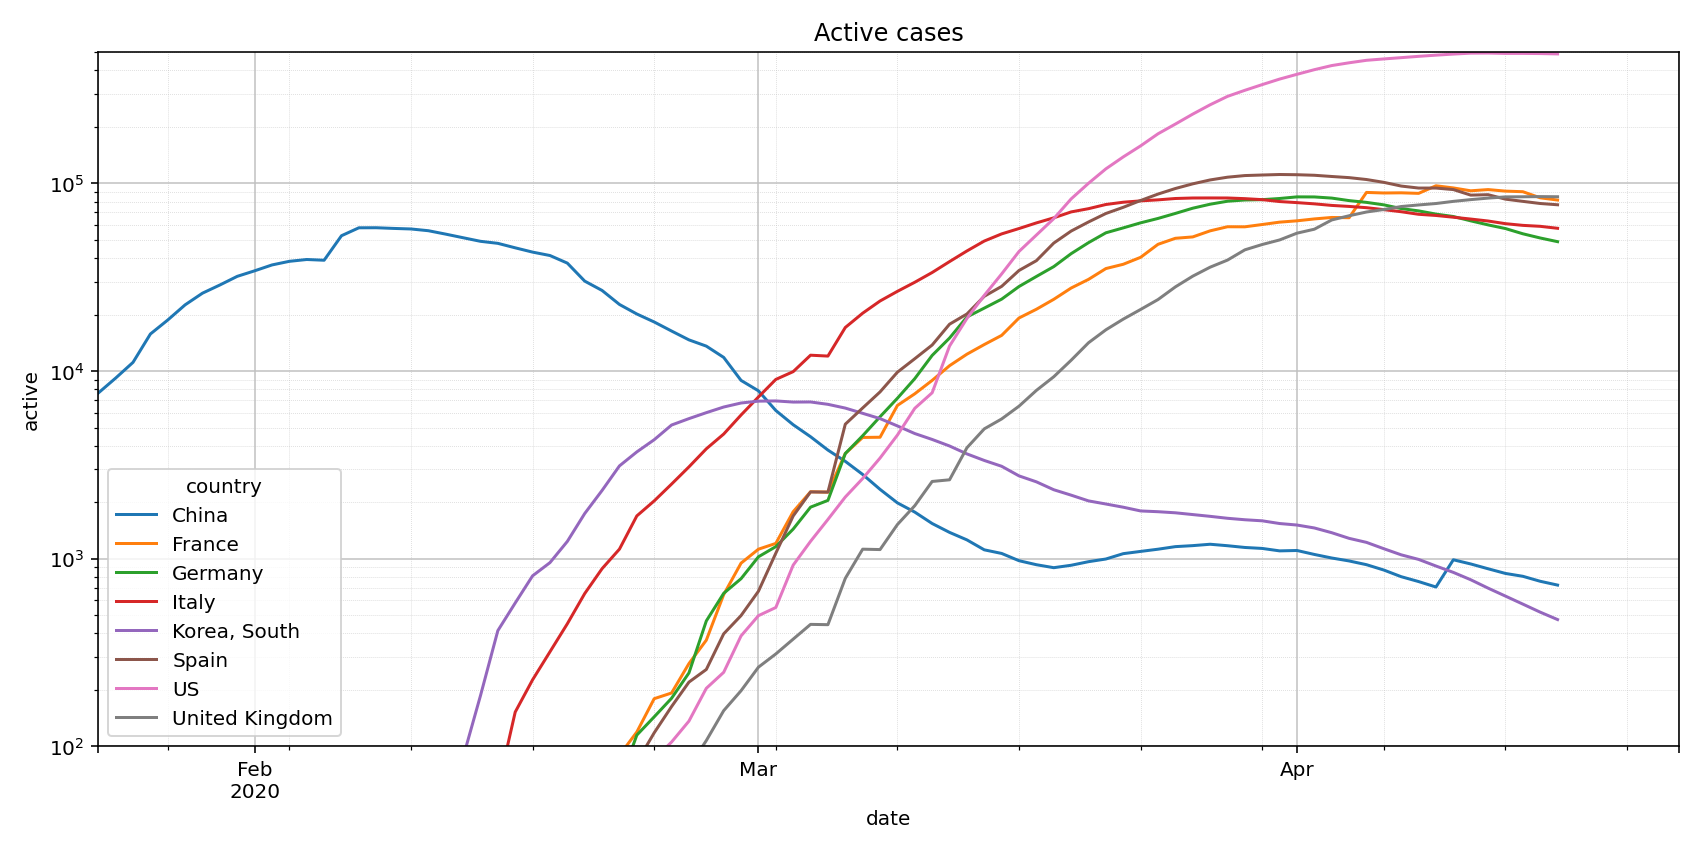 Active cases
active
10^5
10^4
10^3
10^2
country
China
France
Germany
Italy
Korea, South
Spain
US
United Kingdom
Feb
2020
Mar
Apr
date